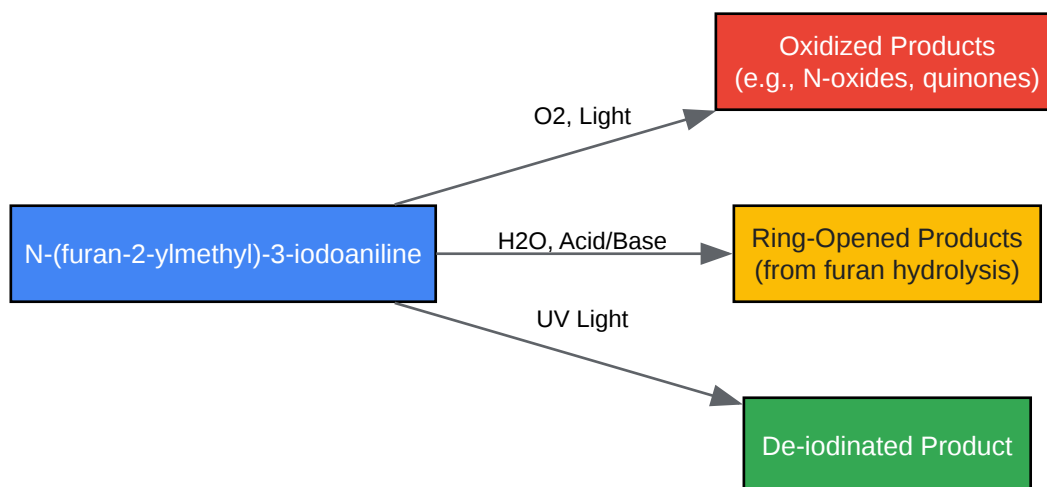 Oxidized Products
(e.g., N-oxides, quinones)
O2, Light
N-(furan-2-ylmethyl)-3-iodoaniline
H2O, Acid/Base
Ring-Opened Products
(from furan hydrolysis)
UV Light
De-iodinated Product